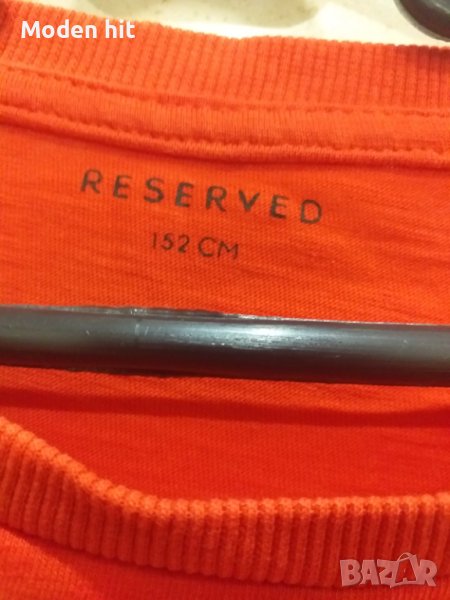 Moden hit
RESERVED
152 CM
BAZAR